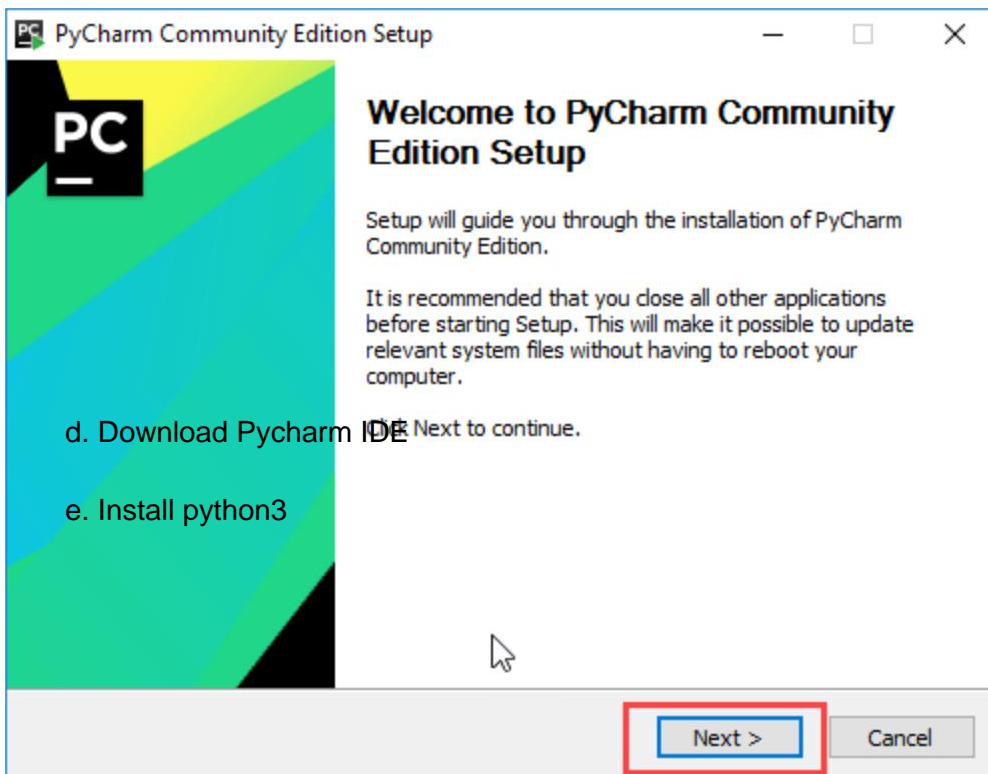 PyCharm Community Edition Setup
PC
Welcome to PyCharm Community
Edition Setup
Setup will guide you through the installation of PyCharm
Community Edition.
It is recommended that you close all other applications
before starting Setup. This will make it possible to update
relevant system files without having to reboot your
computer.
d. Download Pycharm IDE
Click Next to continue.
e. Install python3
Next >
Cancel